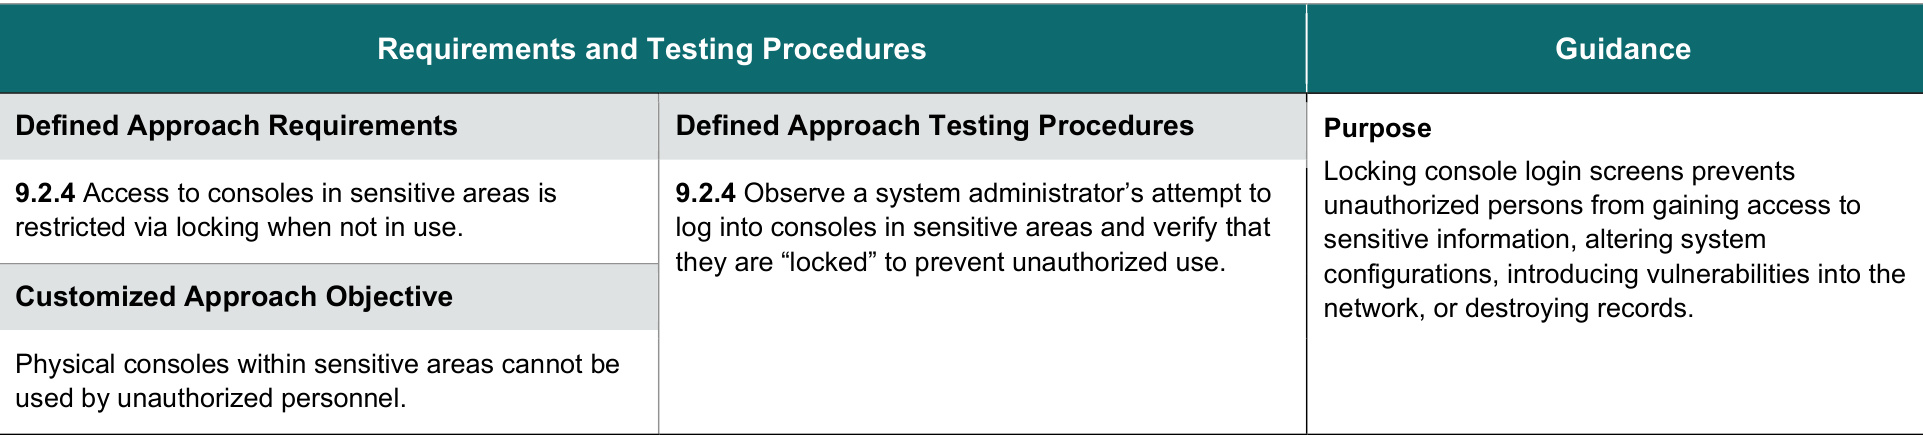 Requirements and Testing Procedures
Guidance
Defined Approach Requirements
9.2.4 Access to consoles in sensitive areas is
restricted via locking when not in use.
Customized Approach Objective
Physical consoles within sensitive areas cannot be
used by unauthorized personnel.
Defined Approach Testing Procedures
9.2.4 Observe a system administrator’s attempt to
log into consoles in sensitive areas and verify that
they are “locked” to prevent unauthorized use.
Purpose
Locking console login screens prevents
unauthorized persons from gaining access to
sensitive information, altering system
configurations, introducing vulnerabilities into the
network, or destroying records.